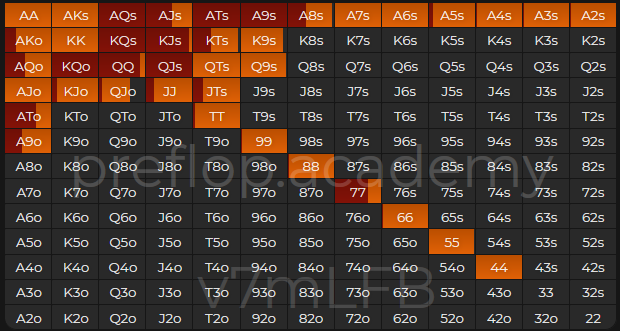 AA AKs AQs AJs ATs A9s A8s A7s A6s A5s A4s A3s A2s
AKo KK KQs KJs KTs K9s K8s K7s K6s K5s K4s K3s K2s
AQo KQo QQ QJs QTs Q9s Q8s Q7s Q6s Q5s Q4s Q3s Q2s
AJo KJo QJo JJ JTs J9s J8s J7s J6s J5s J4s J3s J2s
ATo KTo QTo JTo TT T9s T8s T7s T6s T5s T4s T3s T2s
A9o K9o Q9o J9o T9o 99 98s 97s 96s 95s 94s 93s 92s
preflop.academy
A8o K8o Q8o J8o T8o 98o 88 87s 86s 85s 84s 83s 82s
A7o K7o Q7o J7o T7o 97o 87o 77 76s 75s 74s 73s 72s
A6o K6o Q6o J6o T6o 96o 86o 76o 66 65s 64s 63s 62s
A5o K5o Q5o J5o T5o 95o 85o 75o 65o 55 54s 53s 52s
A4o K4o Q4o J4o T4o 94o 84o 74o 64o 54o 44 43s 42s
v7mLFB
A3o K3o Q3o J3o T3o 93o 83o 73o 63o 53o 43o 33 32s
A2o K2o Q2o J2o T2o 92o 82o 72o 62o 52o 42o 32o 22